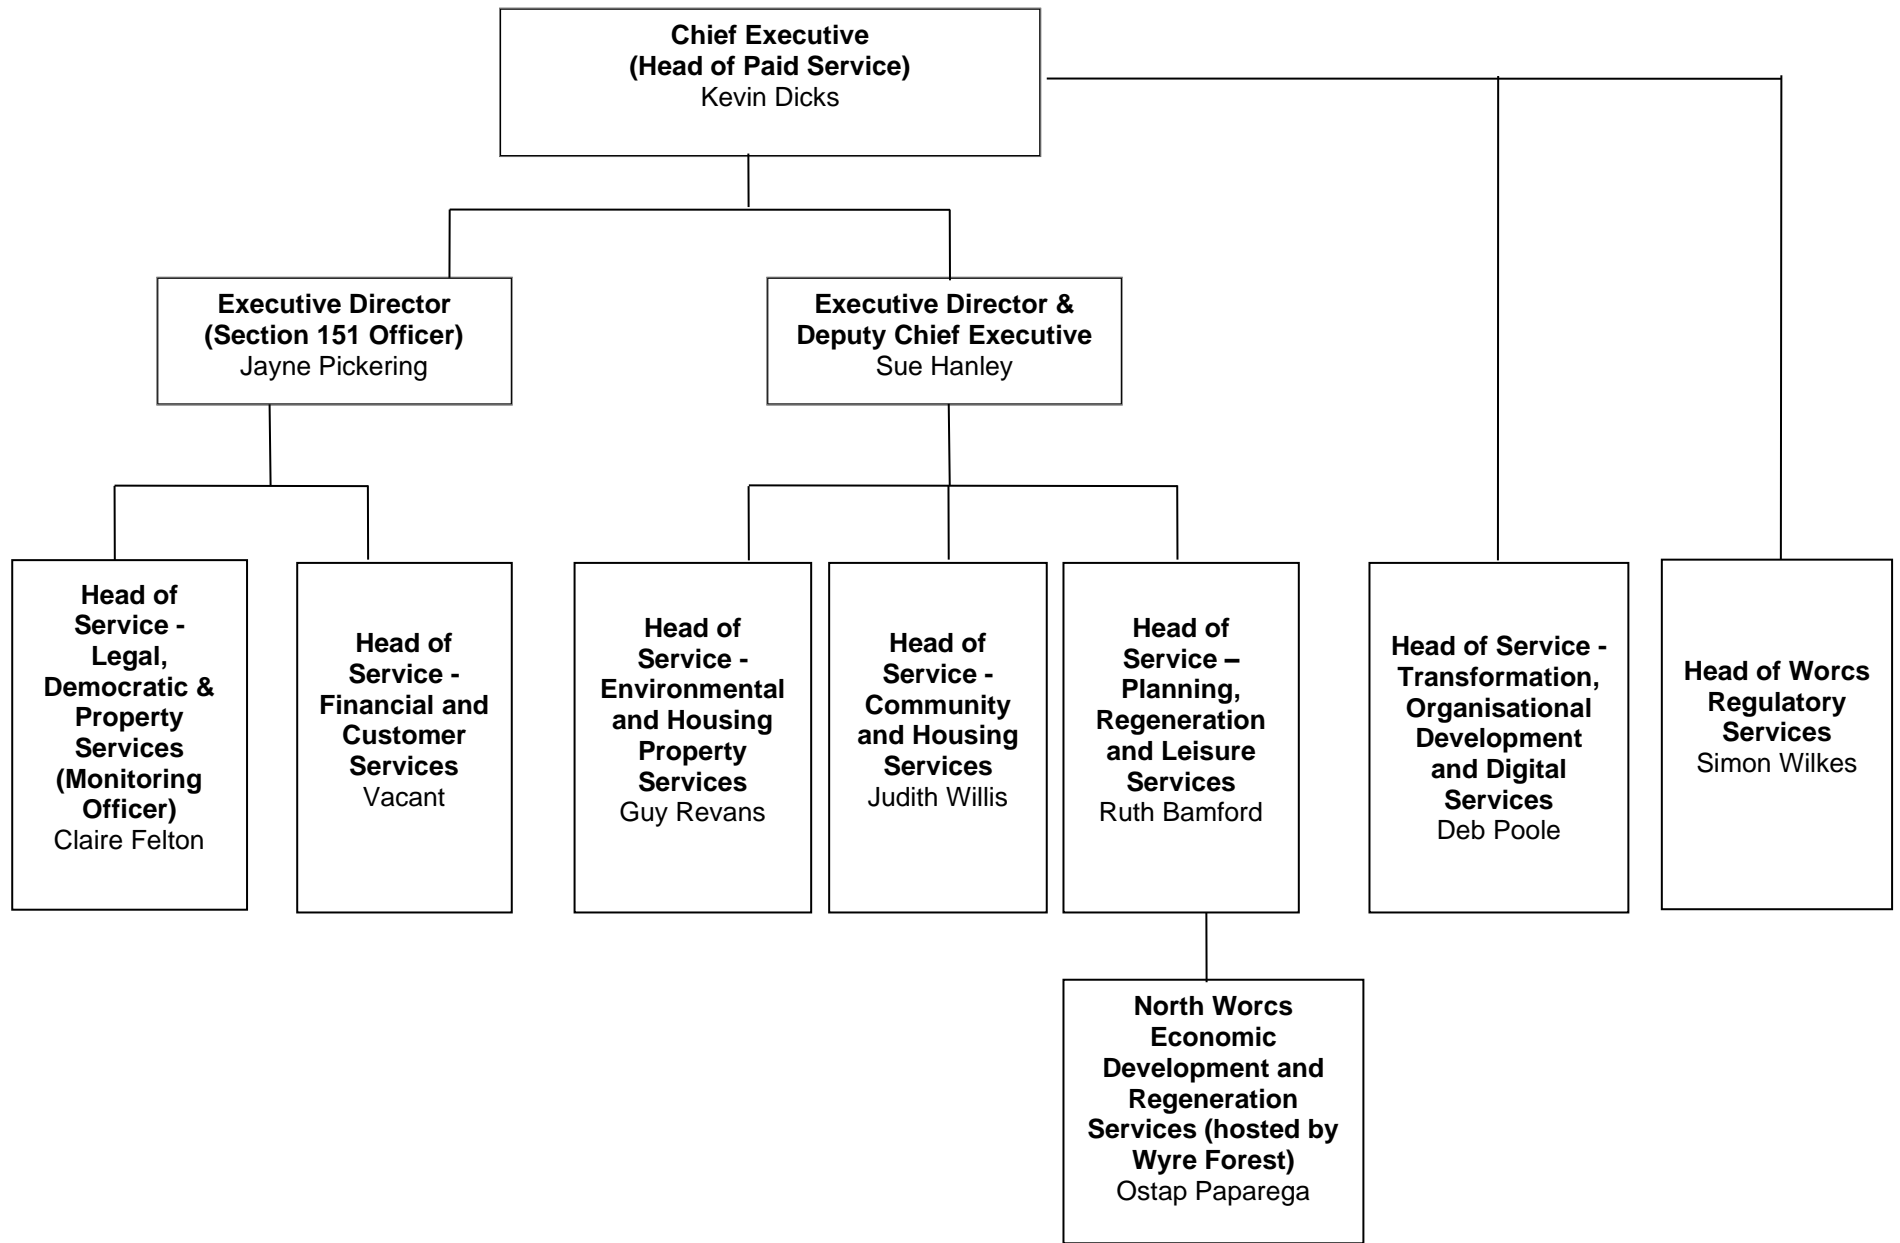 Chief Executive
(Head of Paid Service)
Kevin Dicks
Executive Director
(Section 151 Officer)
Jayne Pickering
Executive Director &
Deputy Chief Executive
Sue Hanley
Head of
Service -
Legal,
Democratic &
Property
Services
(Monitoring
Officer)
Claire Felton
Head of
Service -
Financial and
Customer
Services
Vacant
Head of
Service -
Environmental
and Housing
Property
Services
Guy Revans
Head of
Service -
Community
and Housing
Services
Judith Willis
Head of
Service –
Planning,
Regeneration
and Leisure
Services
Ruth Bamford
Head of Service -
Transformation,
Organisational
Development
and Digital
Services
Deb Poole
Head of Worcs
Regulatory
Services
Simon Wilkes
North Worcs
Economic
Development and
Regeneration
Services (hosted by
Wyre Forest)
Ostap Paparega